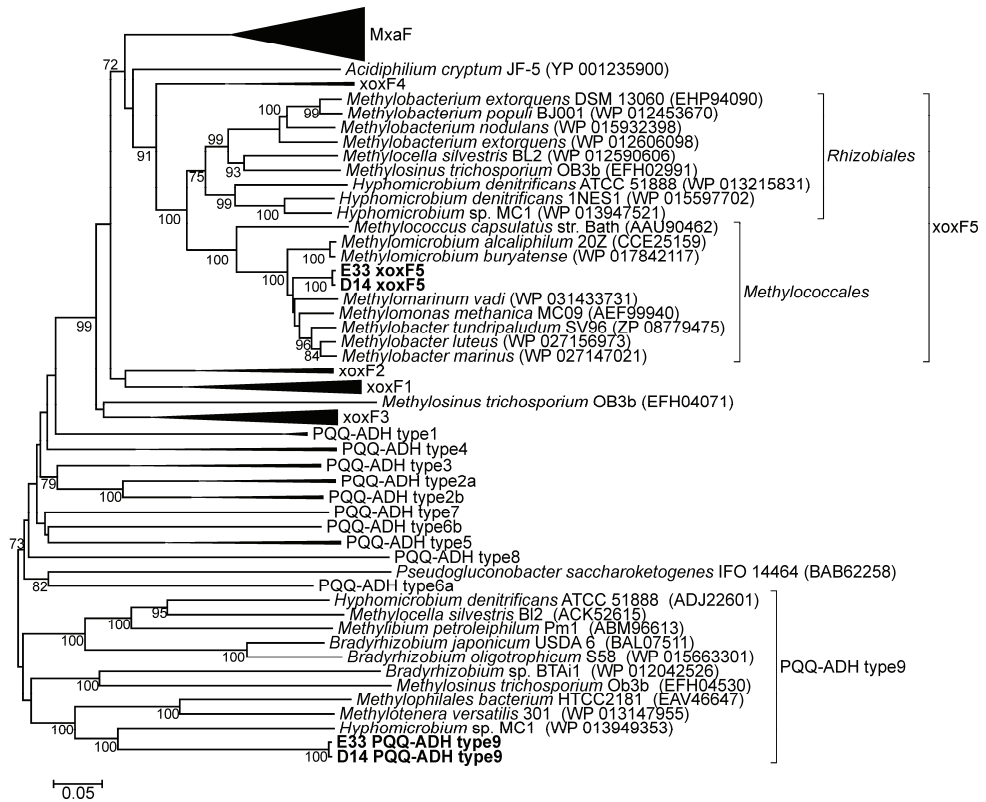 MxaF
72
Acidiphilium cryptum JF-5 (YP 001235900)
xoxF4
Methylobacterium extorquens DSM 13060 (EHP94090)
100
99
Methylobacterium populi BJ001 (WP 012453670)
Methylobacterium nodulans (WP 015932398)
99
Methylobacterium extorquens (WP 012606098)
91
Methylocella silvestris BL2 (WP 012590606)
Rhizobiales
93
Methylosinus trichosporium OB3b (EFH02991)
75
Hyphomicrobium denitrificans ATCC 51888 (WP 013215831)
99
Hyphomicrobium denitrificans 1NES1 (WP 015597702)
100
Hyphomicrobium sp. MC1 (WP 013947521)
100
Methylococcus capsulatus str. Bath (AAU90462)
xoxF5
Methylomicrobium alcaliphilum 20Z (CCE25159)
100
100
Methylomicrobium buryatense (WP 017842117)
E33 xoxF5
100
100
D14 xoxF5
Methylomarinum vadi (WP 031433731)
Methylococcales
Methylomonas methanica MC09 (AEF99940)
99
Methylobacter tundripaludum SV96 (ZP 08779475)
96
Methylobacter luteus (WP 027156973)
84
Methylobacter marinus (WP 027147021)
xoxF2
xoxF1
Methylosinus trichosporium OB3b (EFH04071)
xoxF3
PQQ-ADH type1
PQQ-ADH type4
PQQ-ADH type3
79
PQQ-ADH type2a
100
PQQ-ADH type2b
PQQ-ADH type7
PQQ-ADH type6b
73
PQQ-ADH type5
PQQ-ADH type8
Pseudogluconobacter saccharoketogenes IFO 14464 (BAB62258)
82
PQQ-ADH type6a
Hyphomicrobium denitrificans ATCC 51888 (ADJ22601)
95
Methylocella silvestris Bl2 (ACK52615)
100
Methylibium petroleiphilum Pm1 (ABM96613)
100
Bradyrhizobium japonicum USDA 6 (BAL07511)
100
Bradyrhizobium oligotrophicum S58 (WP 015663301)
PQQ-ADH type9
Bradyrhizobium sp. BTAi1 (WP 012042526)
100
Methylosinus trichosporium Ob3b (EFH04530)
Methylophilales bacterium HTCC2181 (EAV46647)
100
Methylotenera versatilis 301 (WP 013147955)
100
Hyphomicrobium sp. MC1 (WP 013949353)
100
E33 PQQ-ADH type9
100
D14 PQQ-ADH type9
0.05